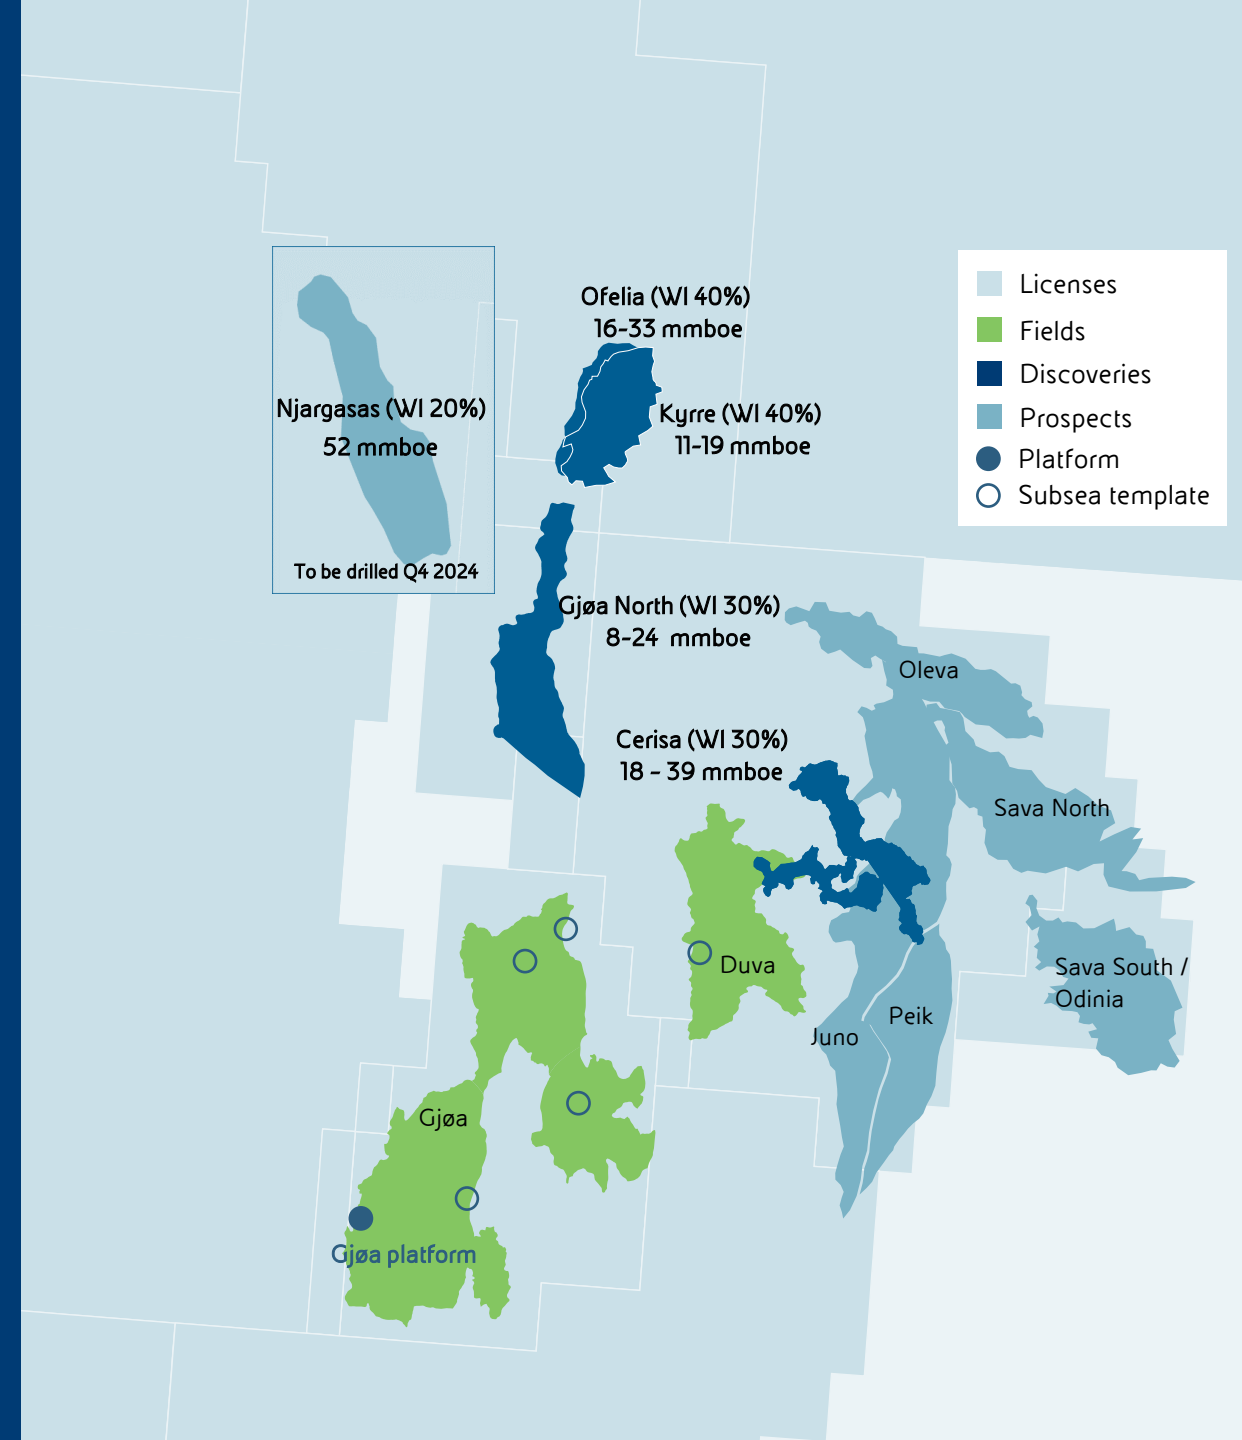 Ofelia (WI 40%)
16-33 mmboe
Njargasas (WI 20%)
52 mmboe
To be drilled Q4 2024
Kyrre (WI 40%)
11-19 mmboe
Licenses
Fields
Discoveries
Prospects
Platform
Subsea template
Gjøa North (WI 30%)
8-24 mmboe
Oleva
Cerisa (WI 30%)
18 - 39 mmboe
Sava North
Duva
Sava South /
Odinia
Peik
Juno
Gjøa
Gjøa platform